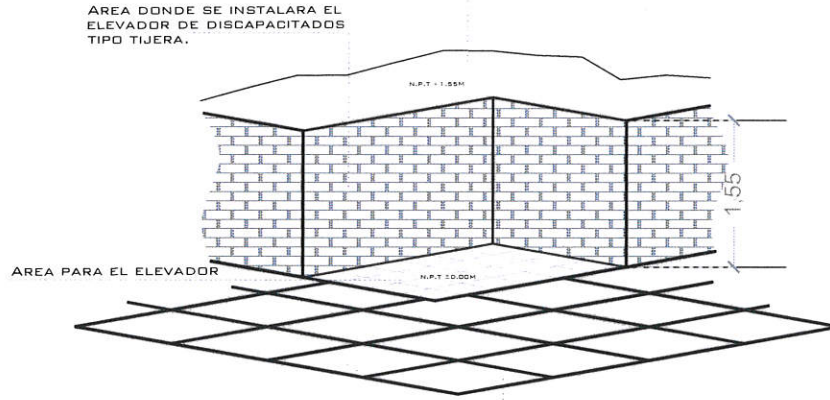 AREA DONDE SE INSTALARA EL
ELEVADOR DE DISCAPACITADOS
TIPO TIJERA.
N.P.T + 1.55M
1,55
AREA PARA EL ELEVADOR
N.P.T ±0.00M